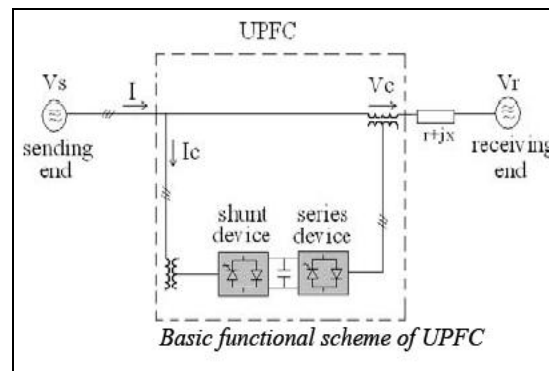 UPFC
Vs
I
Vc
Vr
r+jx
sending
end
receiving
end
Ic
shunt
device
series
device
Basic functional scheme of UPFC